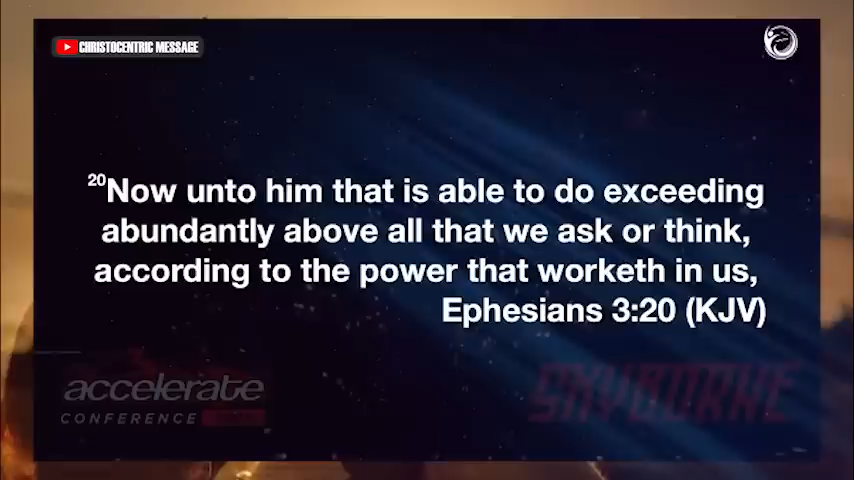 CHRISTOCENTRIC MESSAGE
20Now unto him that is able to do exceeding
abundantly above all that we ask or think,
according to the power that worketh in us,
Ephesians 3:20 (KJV)
accelerate
CONFERENCE
SKYBOURNE